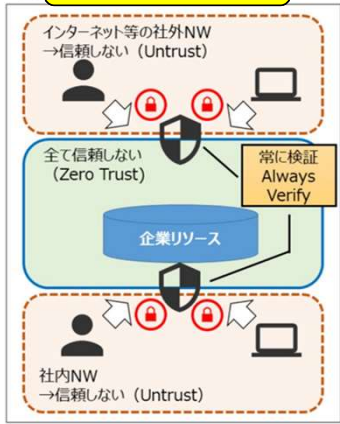 インターネット等の社外NW
→信頼しない（Untrust）
全て信頼しない
（Zero Trust）
常に検証
Always
Verify
企業リソース
社内NW
→信頼しない（Untrust）